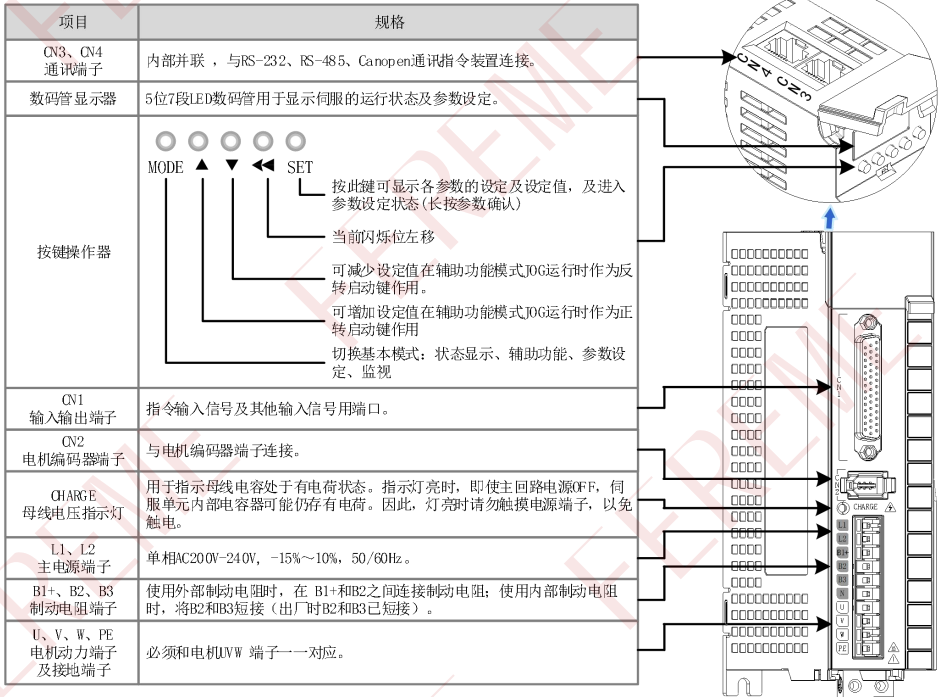 项目 规格
CN3、CN4
通讯端子
内部并联 ，与RS-232、RS-485、Canopen通讯指令装置连接。
数码管显示器
5位7段LED数码管用于显示伺服的运行状态及参数设定。
按键操作器
MODE ▲ ▼ ◀◀ SET
按此键可显示各参数的设定及设定值，及进入
参数设定状态(长按参数确认)
当前闪烁位左移
可减少设定值在辅助功能模式JOG运行时作为反
转启动键作用。
可增加设定值在辅助功能模式JOG运行时作为正
转启动键作用
切换基本模式：状态显示、辅助功能、参数设
定、监视
CN1
输入输出端子
指令输入信号及其他输入信号用端口。
CN2
电机编码器端子
与电机编码器端子连接。
CHARGE
母线电压指示灯
用于指示母线电容处于有电荷状态。指示灯亮时，即使主回路电源OFF，伺
服单元内部电容器可能仍存有电荷。因此，灯亮时请勿触摸电源端子，以免
触电。
L1、L2
主电源端子
单相AC200V-240V, -15%～10%, 50/60Hz。
B1+、B2、B3
制动电阻端子
使用外部制动电阻时，在 B1+和B2之间连接制动电阻；使用内部制动电阻
时，将B2和B3短接（出厂时B2和B3已短接）。
U、V、W、PE
电机动力端子
及接地端子
必须和电机UVW 端子一一对应。
CN4 CN3
CN1
CN2
CHARGE
L1
L2
B1+
B2
B3
N
U
V
W
PE
FEREME
FEREME
FEREME